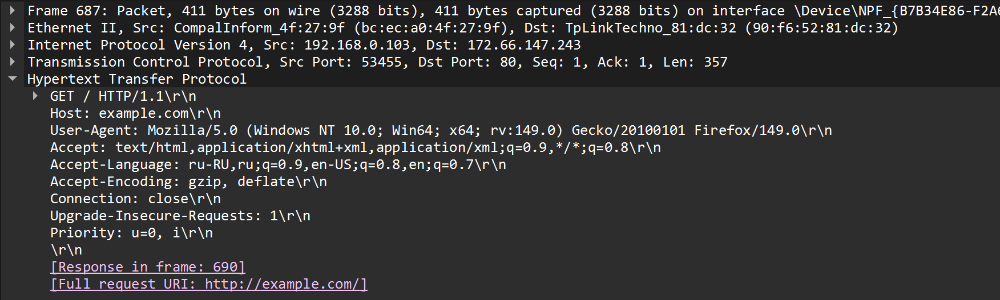 Frame 687: Packet, 411 bytes on wire (3288 bits), 411 bytes captured (3288 bits) on interface \Device\NPF_{B7B34E86-F2A6
Ethernet II, Src: CompalInform_4f:27:9f (bc:ec:a0:4f:27:9f), Dst: TpLinkTechno_81:dc:32 (90:f6:52:81:dc:32)
Internet Protocol Version 4, Src: 192.168.0.103, Dst: 172.66.147.243
Transmission Control Protocol, Src Port: 53455, Dst Port: 80, Seq: 1, Ack: 1, Len: 357
Hypertext Transfer Protocol
GET / HTTP/1.1\r\n
Host: example.com\r\n
User-Agent: Mozilla/5.0 (Windows NT 10.0; Win64; x64; rv:149.0) Gecko/20100101 Firefox/149.0\r\n
Accept: text/html,application/xhtml+xml,application/xml;q=0.9,*/*;q=0.8\r\n
Accept-Language: ru-RU,ru;q=0.9,en-US;q=0.8,en;q=0.7\r\n
Accept-Encoding: gzip, deflate\r\n
Connection: close\r\n
Upgrade-Insecure-Requests: 1\r\n
Priority: u=0, i\r\n
\r\n
[Response in frame: 690]
[Full request URI: http://example.com/]